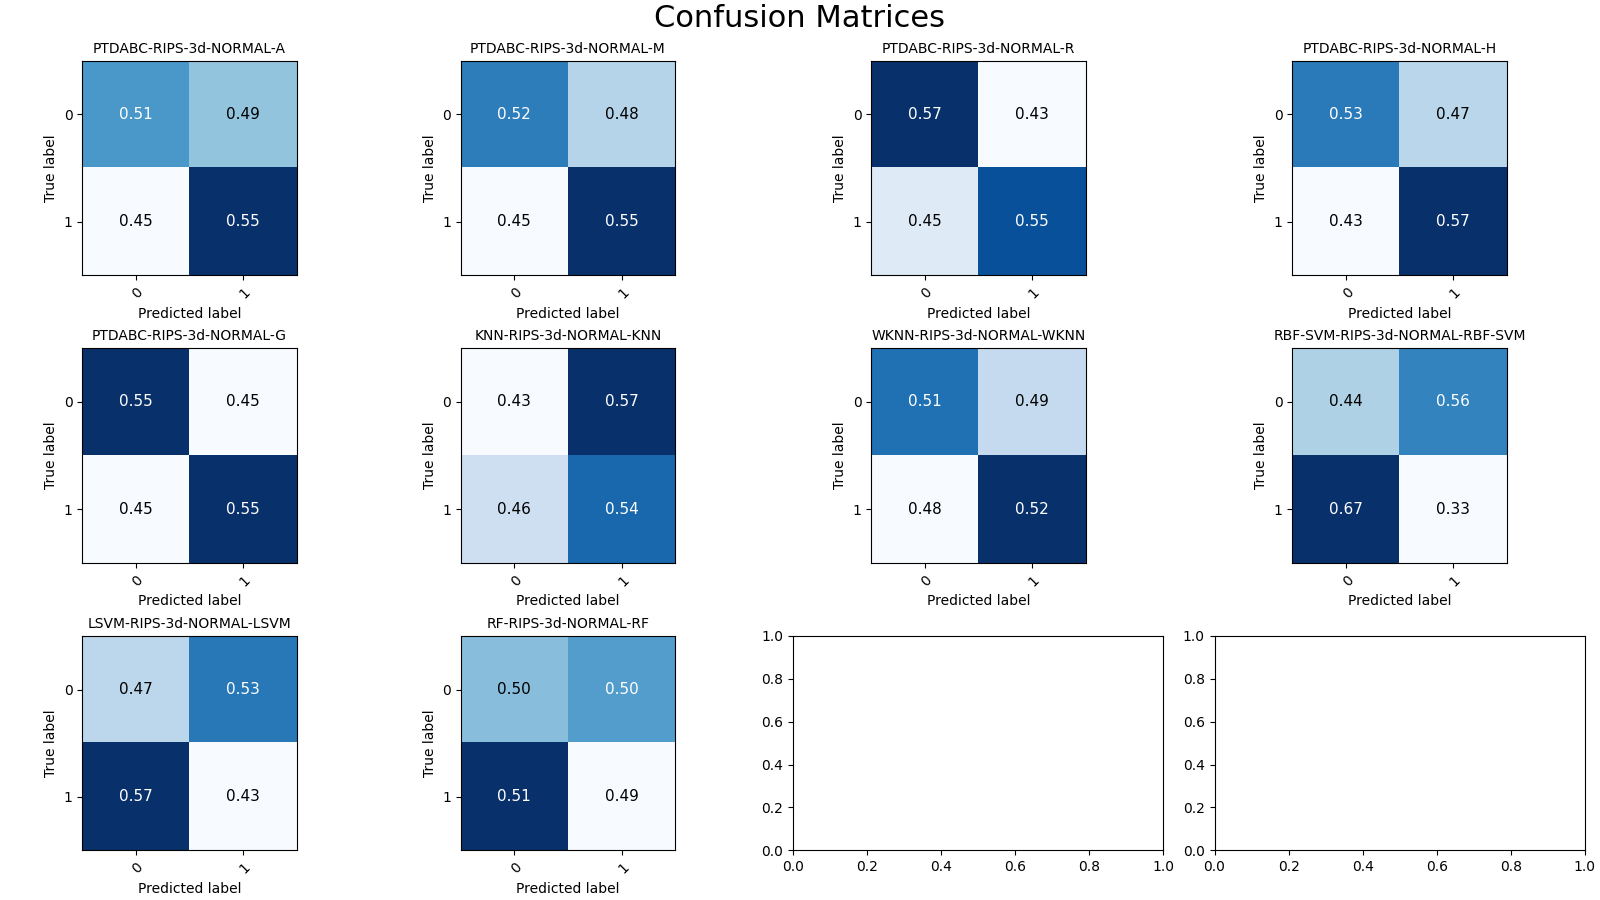 Confusion Matrices
PTDABC-RIPS-3d-NORMAL-A
True label
0
0.51 0.49
1
0.45 0.55
0 1
Predicted label
PTDABC-RIPS-3d-NORMAL-M
True label
0
0.52 0.48
1
0.45 0.55
0 1
Predicted label
PTDABC-RIPS-3d-NORMAL-R
True label
0
0.57 0.43
1
0.45 0.55
0 1
Predicted label
PTDABC-RIPS-3d-NORMAL-H
True label
0
0.53 0.47
1
0.43 0.57
0 1
Predicted label
PTDABC-RIPS-3d-NORMAL-G
True label
0
0.55 0.45
1
0.45 0.55
0 1
Predicted label
KNN-RIPS-3d-NORMAL-KNN
True label
0
0.43 0.57
1
0.46 0.54
0 1
Predicted label
WKNN-RIPS-3d-NORMAL-WKNN
True label
0
0.51 0.49
1
0.48 0.52
0 1
Predicted label
RBF-SVM-RIPS-3d-NORMAL-RBF-SVM
True label
0
0.44 0.56
1
0.67 0.33
0 1
Predicted label
LSVM-RIPS-3d-NORMAL-LSVM
True label
0
0.47 0.53
1
0.57 0.43
0 1
Predicted label
RF-RIPS-3d-NORMAL-RF
True label
0
0.50 0.50
1
0.51 0.49
0 1
Predicted label
1.0
0.8
0.6
0.4
0.2
0.0
0.0 0.2 0.4 0.6 0.8 1.0
1.0
0.8
0.6
0.4
0.2
0.0
0.0 0.2 0.4 0.6 0.8 1.0